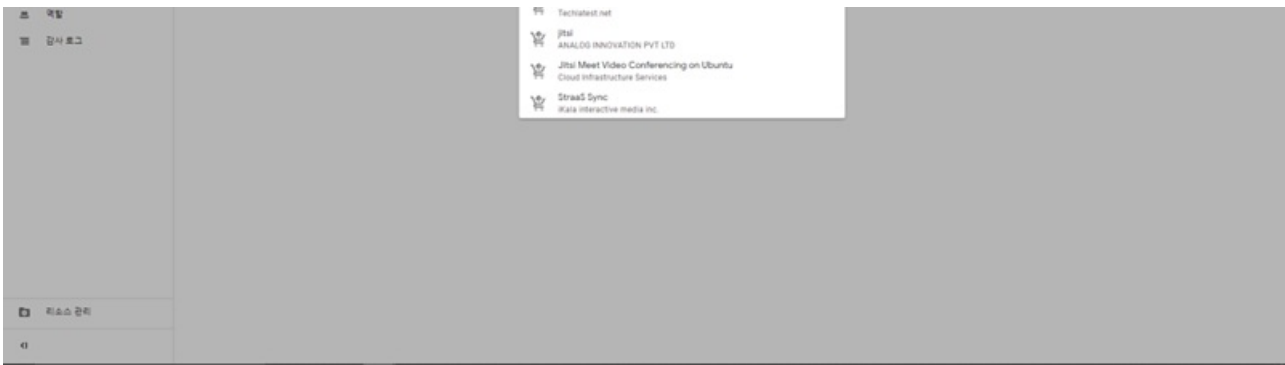 역할
감사 로그
Techlatest.net
jitsi
ANALOG INNOVATION PVT LTD
Jitsi Meet Video Conferencing on Ubuntu
Cloud Infrastructure Services
StraaS Sync
iKala interactive media inc.
리소스 관리